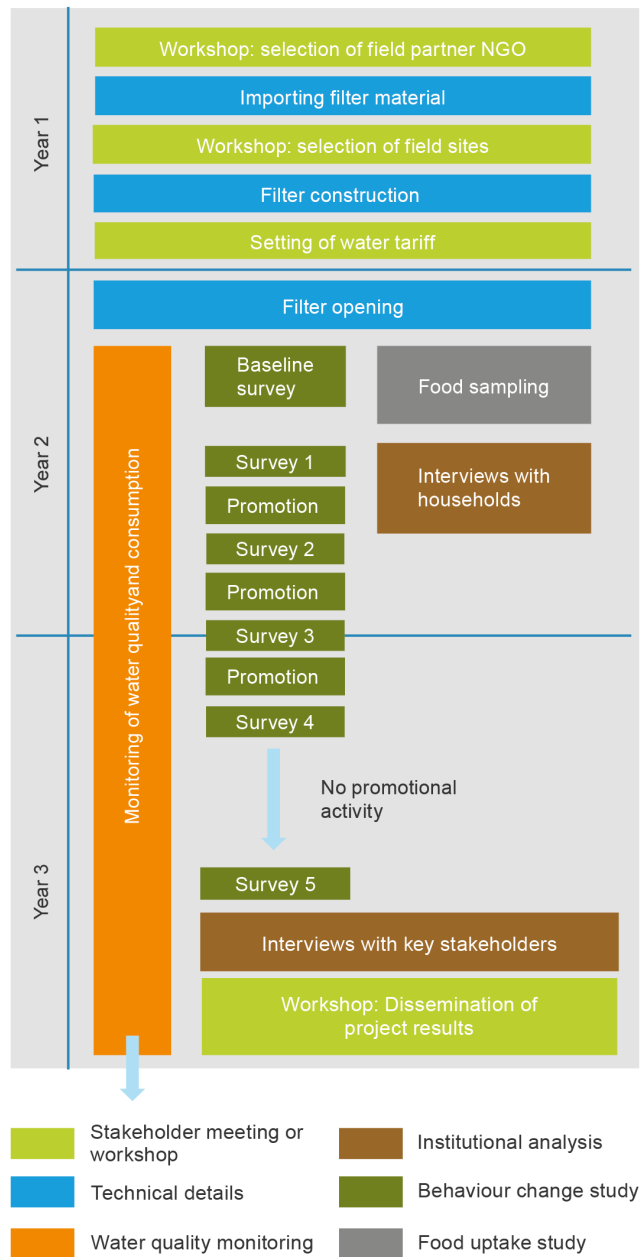 Year 1
Workshop: selection of field partner NGO
Importing filter material
Workshop: selection of field sites
Filter construction
Setting of water tariff
Year 2
Filter opening
Monitoring of water qualityand consumption
Baseline
survey
Food sampling
Survey 1
Interviews with
households
Promotion
Survey 2
Promotion
Survey 3
Promotion
Survey 4
Year 3
No promotional
activity
Survey 5
Interviews with key stakeholders
Workshop: Dissemination of
project results
Stakeholder meeting or
workshop
Technical details
Water quality monitoring
Institutional analysis
Behaviour change study
Food uptake study